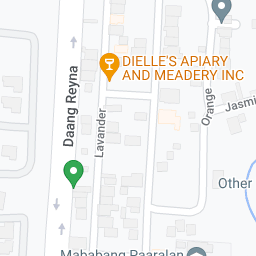 DIELLE'S APIARY
AND MEADERY INC
Daang Reyna
Lavander
Orange
Jasmi
Other
Mababang Paaralan